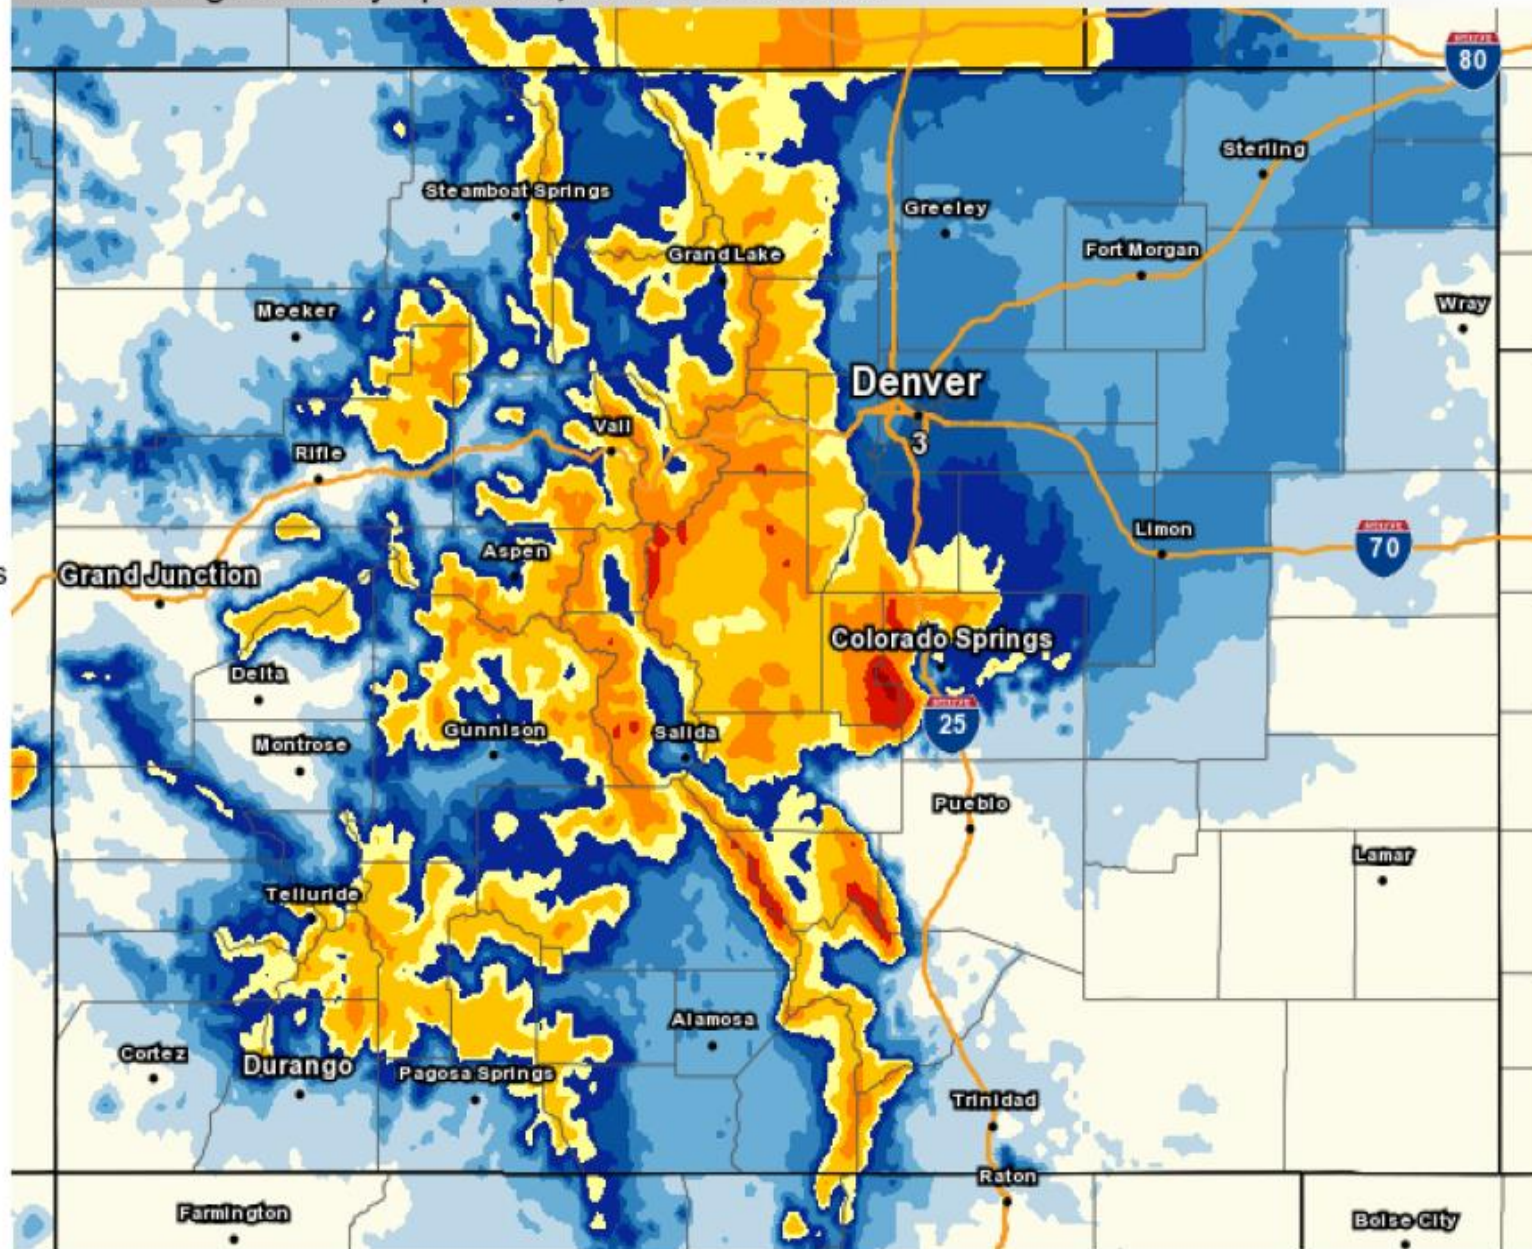 80
Sterling
Steamboat Springs
Greeley
Grand Lake
Fort Morgan
Meeker
Wray
Denver
3
Vail
Rifle
Limon
70
Aspen
Grand Junction
Colorado Springs
Delta
25
Gunnison
Salida
Montrose
Pueblo
Lamar
Telluride
Alamosa
Cortez
Durango
Pagosa Springs
Trinidad
Raton
Farmington
Boise City